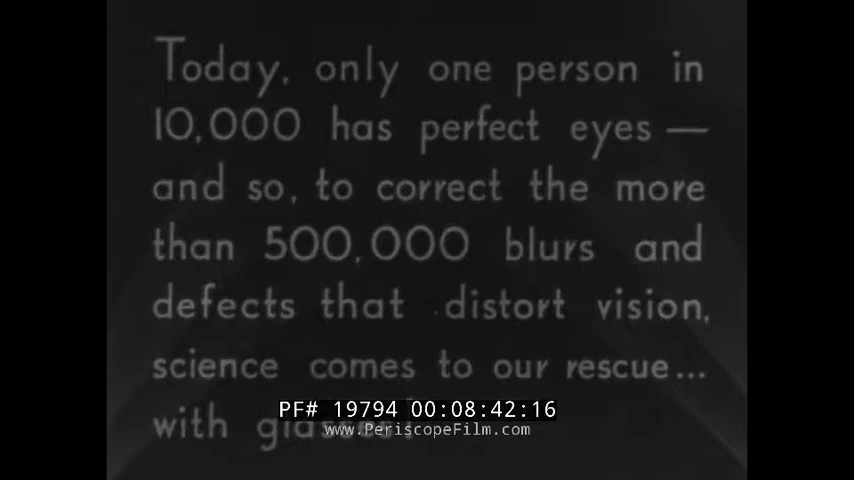 Today, only one person in
10,000 has perfect eyes —
and so, to correct the more
than 500,000 blurs and
defects that distort vision,
science comes to our rescue...
with glasses!
PF# 19794 00:08:42:16
www.PeriscopeFilm.com